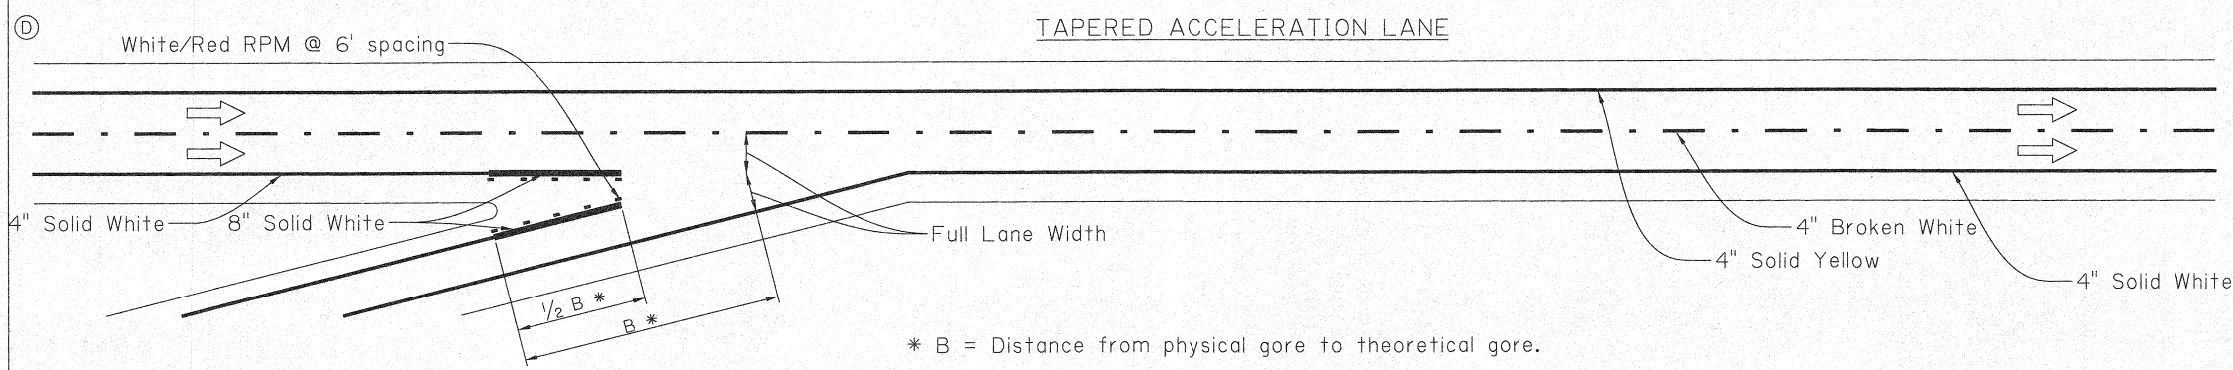 D
TAPERED ACCELERATION LANE
White/Red RPM @ 6' spacing
4" Solid White
8" Solid White
Full Lane Width
4" Broken White
4" Solid Yellow
4" Solid White
1/2 B *
B *
* B = Distance from physical gore to theoretical gore.